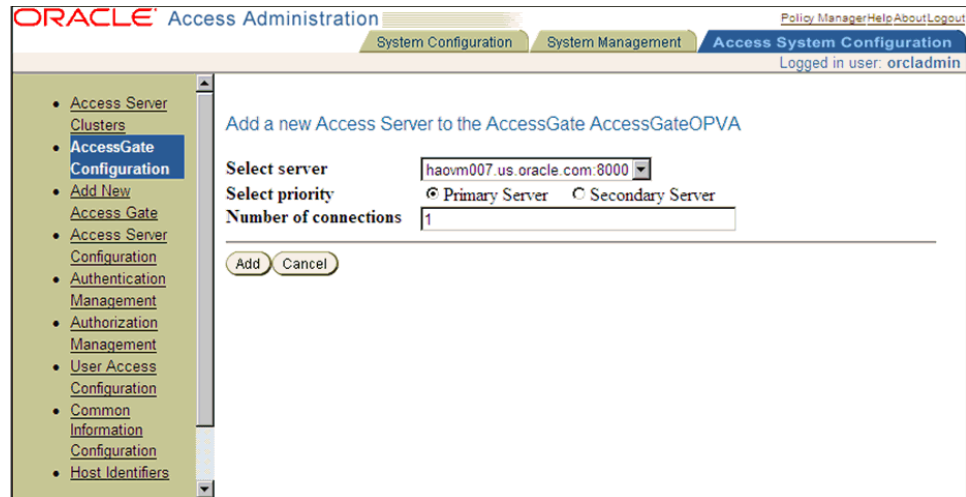 ORACLE Access Administration
Policy Manager Help About Logout
System Configuration System Management Access System Configuration
Logged in user: orcladmin
Access Server
Clusters
AccessGate
Configuration
Add New
Access Gate
Access Server
Configuration
Authentication
Management
Authorization
Management
User Access
Configuration
Common
Information
Configuration
Host Identifiers
Add a new Access Server to the AccessGate AccessGateOPVA
Select server haovm007.us.oracle.com:8000
Select priority Primary Server Secondary Server
Number of connections 1
Add Cancel